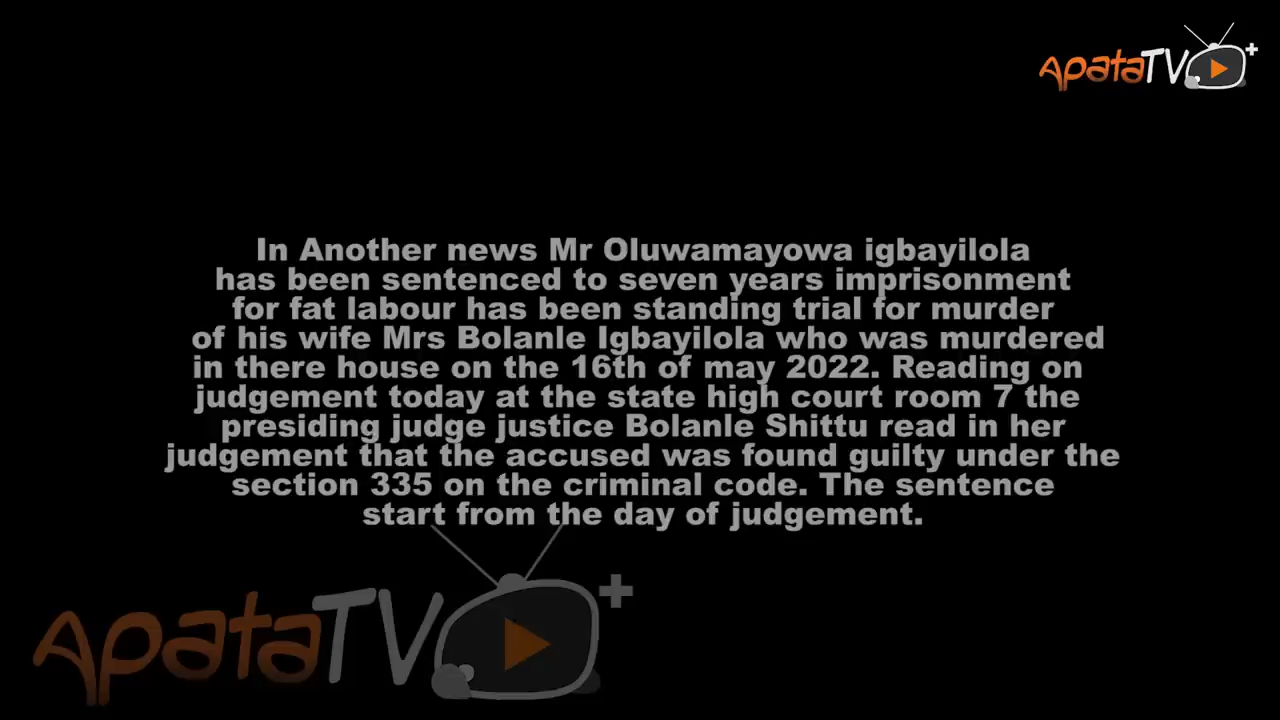 ApataTV+
In Another news Mr Oluwamayowa igbayilola
has been sentenced to seven years imprisonment
for fat labour has been standing trial for murder
of his wife Mrs Bolanle Igbayilola who was murdered
in there house on the 16th of may 2022. Reading on
judgement today at the state high court room 7 the
presiding judge justice Bolanle Shittu read in her
judgement that the accused was found guilty under the
section 335 on the criminal code. The sentence
start from the day of judgement.
ApataTV+